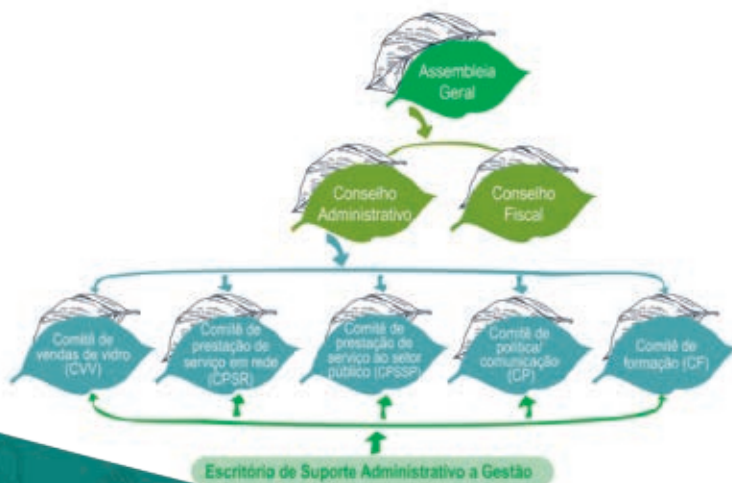 Assembleia
Geral
Conselho
Administrativo
Conselho
Fiscal
Comitê de
vendas de vidro
(CVV)
Comitê de
prestação de
serviço em rede
(CPSR)
Comitê de
prestação de
serviço ao setor
público (CPSSP)
Comitê de
política/
comunicação
(CP)
Comitê de
formação (CF)
Escritório de Suporte Administrativo a Gestão